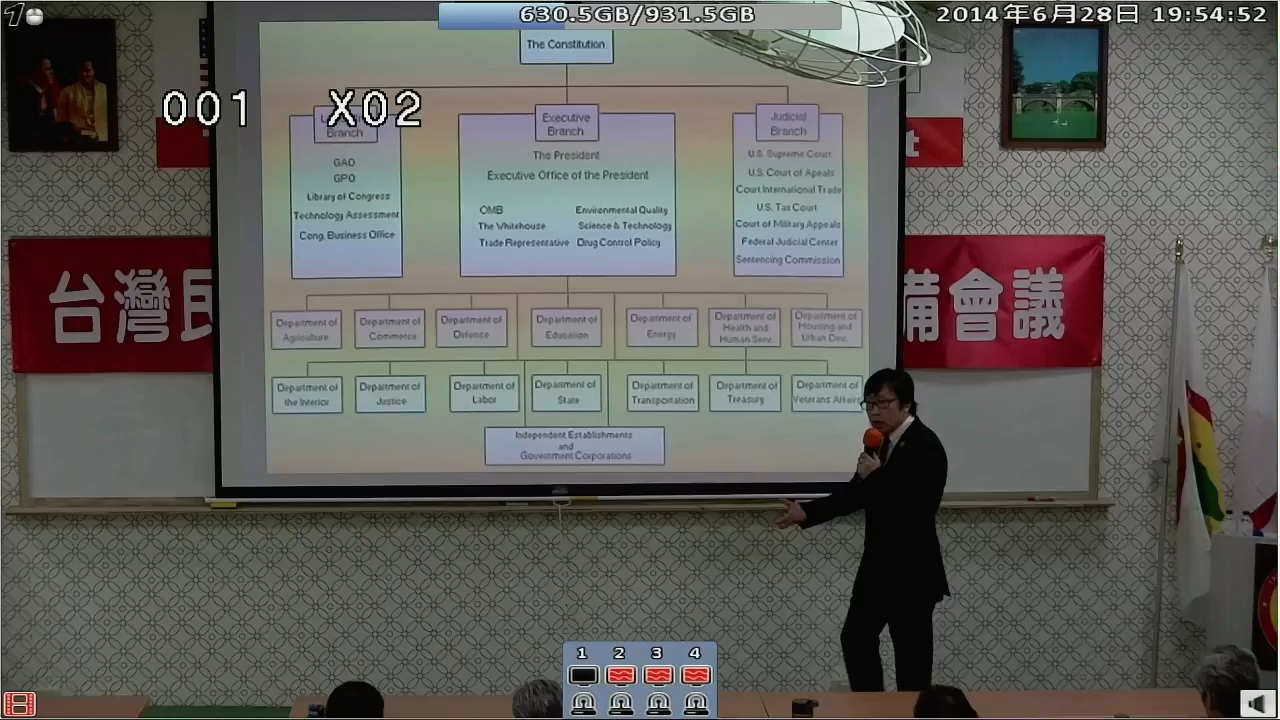 630.5GB/931.5GB
2014年6月28日 19:54:52
001 X02
The Constitution
Branch
GAO
GPO
Library of Congress
Technology Assessment
Cong. Business Office
Executive
Branch
The President
Executive Office of the President
OMB
The Whitehouse
Trade Representative
Environmental Quality
Science & Technology
Drug Control Policy
Judicial
Branch
U.S. Supreme Court
U.S. Court of Apeals
Court International Trade
U.S. Tax Court
Court of Military Appeals
Federal Judicial Center
Sentencing Commission
t
台灣民
備會議
Department of
Agriculture
Department of
Commerce
Department of
Defence
Department of
Education
Department of
Energy
Department of
Health and
Human Serv.
Department of
Housing and
Urban Dev.
Department of
the Interior
Department of
Justice
Department of
Labor
Department of
State
Department of
Transportation
Department of
Treasury
Department of
Veterans Affairs
Independent Establishments
and
Government Corporations
1 2 3 4